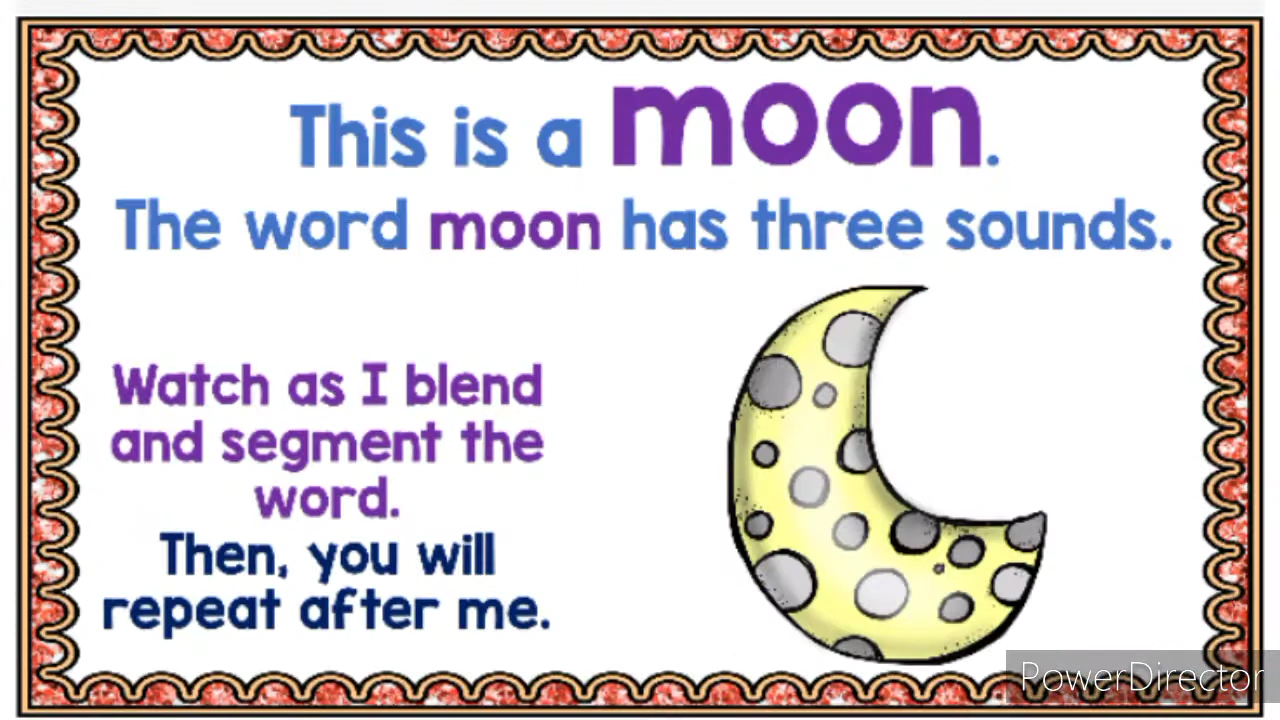 This is a moon.
The word moon has three sounds.
Watch as I blend
and segment the
word.
Then, you will
repeat after me.
PowerDirector